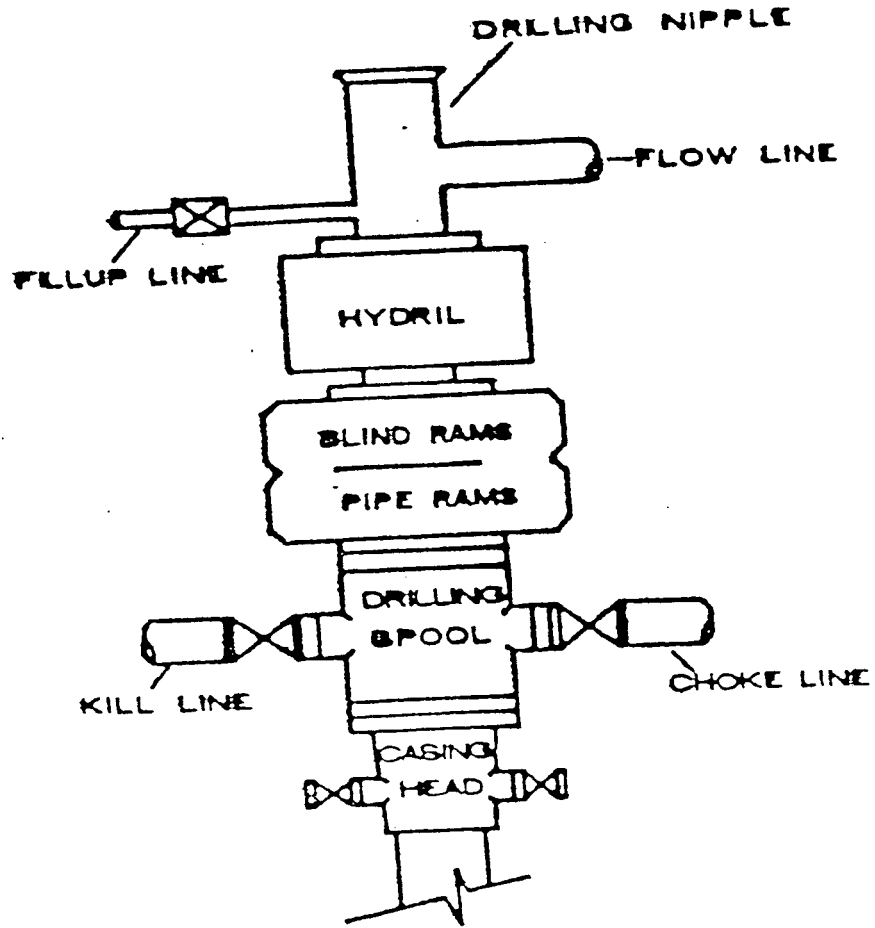 DRILLING NIPPLE
FLOW LINE
FILLUP LINE
HYDRIL
BLIND RAMS
PIPE RAMS
DRILLING
SPOOL
KILL LINE
CHOKE LINE
CASING
HEAD